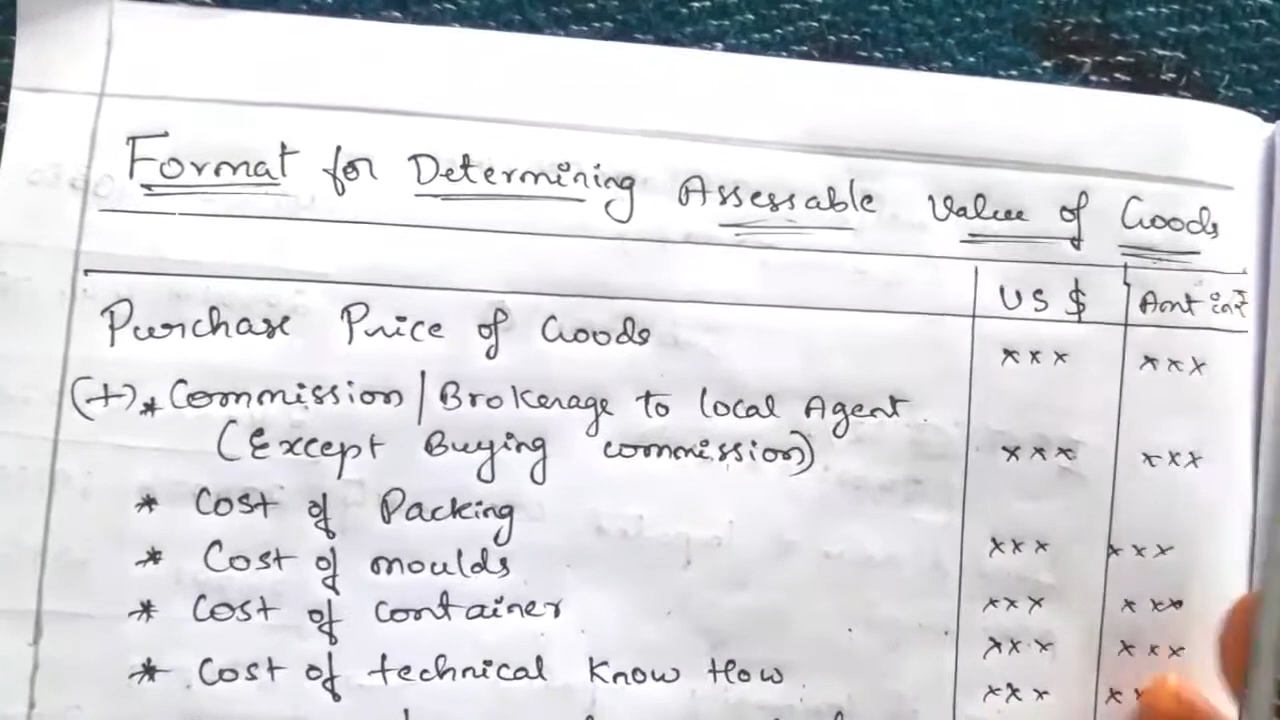 Format for Determining Assessable Value of Goods
US $ Amt in ₹
Purchase Price of Goods xxx xxx
(+) * Commission / Brokerage to local Agent.
(Except Buying commission) xxx xxx
* Cost of Packing xxx xxx
* Cost of moulds xxx xxx
* Cost of container xxx xxx
* Cost of technical Know How xxx